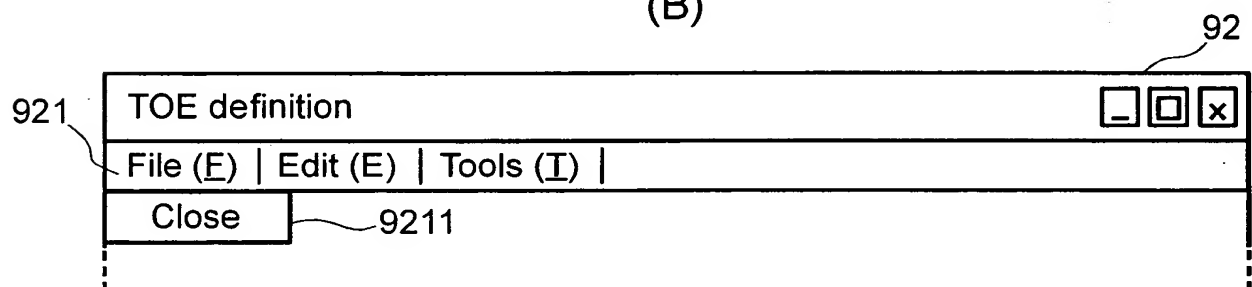 (B)
92
TOE definition
921
File (F) | Edit (E) | Tools (T) |
Close
9211